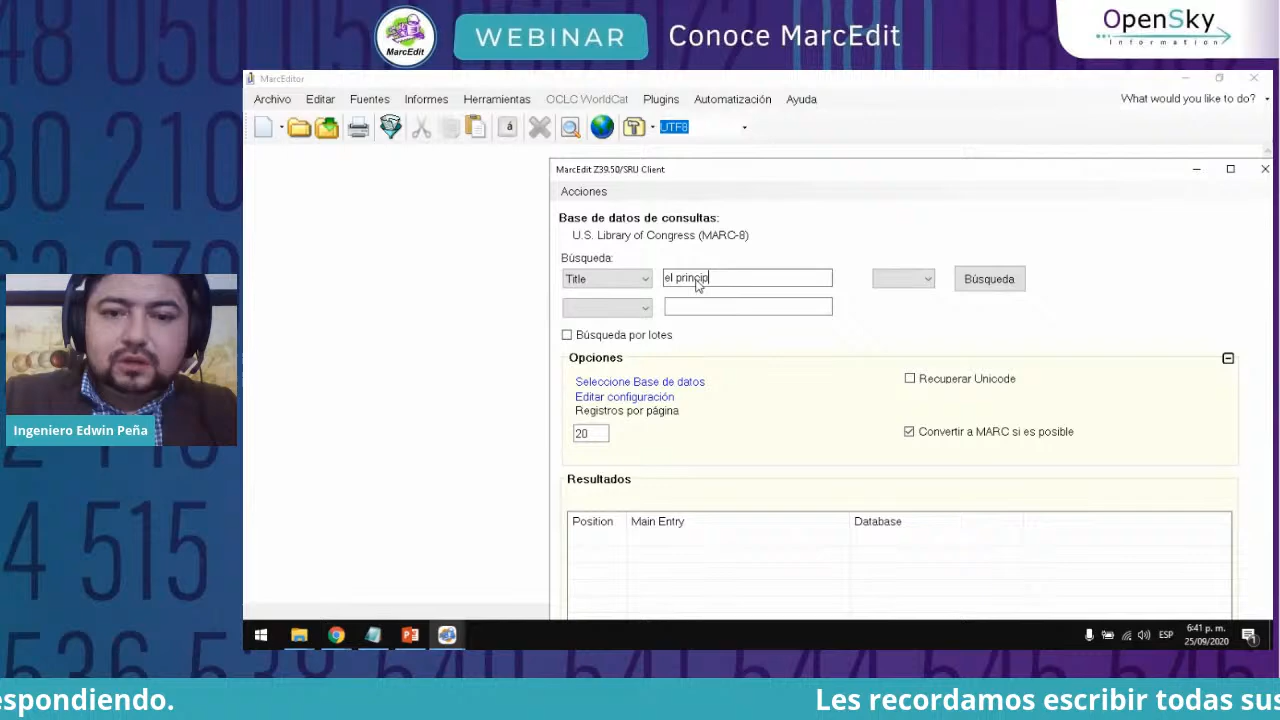 MarcEdit
WEBINAR
Conoce MarcEdit
OpenSky
Information
MarcEditor
Archivo Editar Fuentes Informes Herramientas OCLC WorldCat Plugins Automatización Ayuda
What would you like to do?
á
UTF8
MarcEdit Z39.50/SRU Client
Acciones
Base de datos de consultas:
U.S. Library of Congress (MARC-8)
Búsqueda:
Title
el princip
Búsqueda
Búsqueda por lotes
Opciones
Seleccione Base de datos
Recuperar Unicode
Editar configuración
Registros por página
20
Convertir a MARC si es posible
Resultados
Position Main Entry Database
Ingeniero Edwin Peña
ESP
6:41 p. m.
25/09/2020
espondiendo.
Les recordamos escribir todas sus